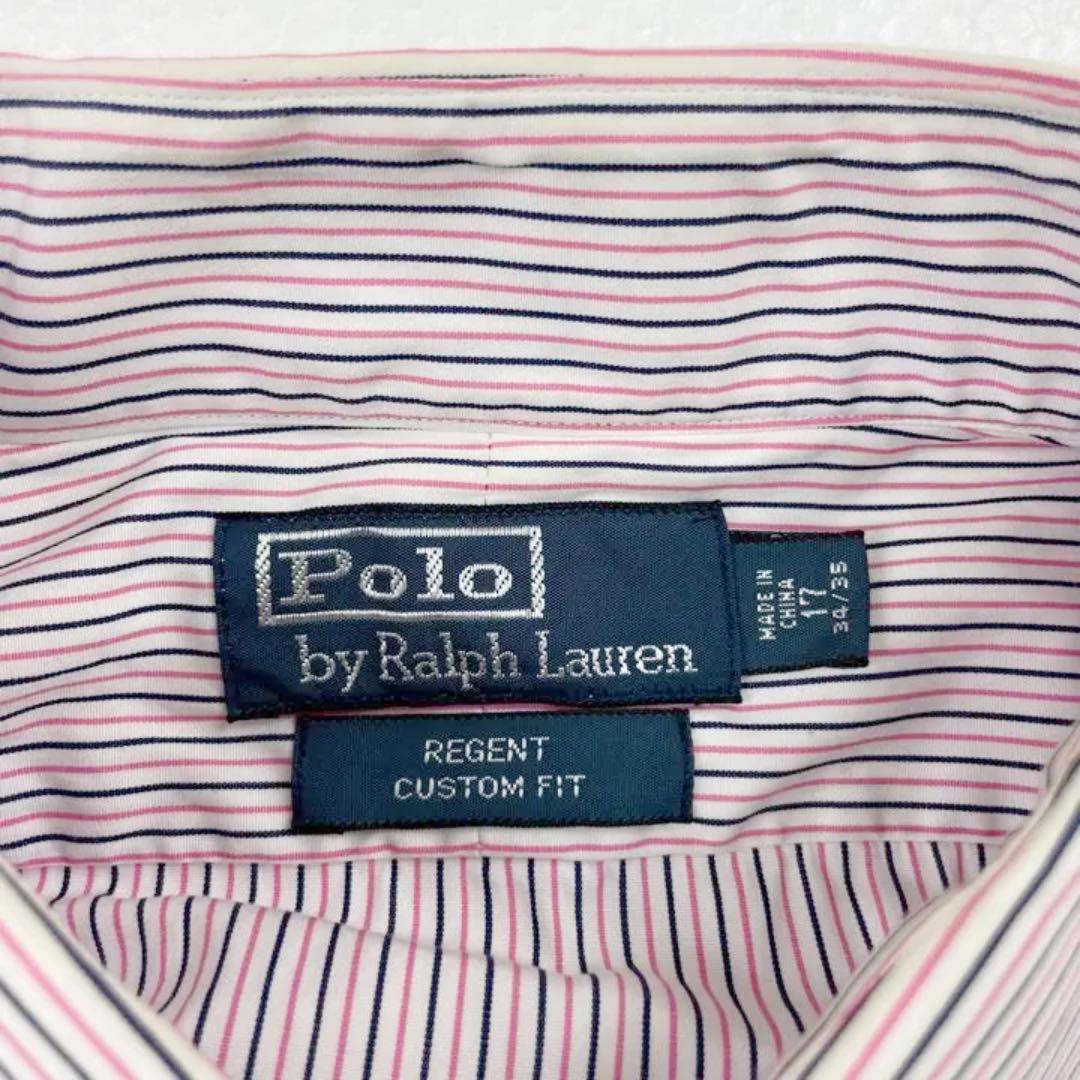 Polo
by Ralph Lauren
MADE IN
CHINA
17
34/35
REGENT
CUSTOM FIT